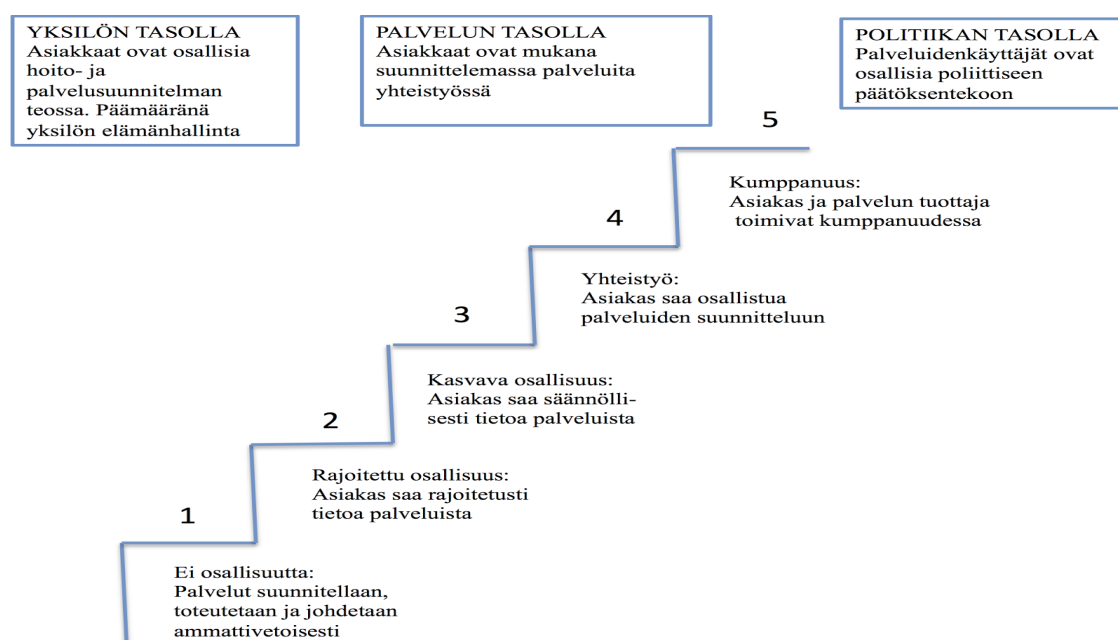 YKSILÖN TASOLLA
Asiakkaat ovat osallisia
hoito- ja
palvelusuunnitelman
teossa. Päämääränä
yksilön elämänhallinta
PALVELUN TASOLLA
Asiakkaat ovat mukana
suunnittelemassa palveluita
yhteistyössä
POLITIIKAN TASOLLA
Palveluidenkäyttäjät ovat
osallisia poliittiseen
päätöksentekoon
5
Kumppanuus:
Asiakas ja palvelun tuottaja
toimivat kumppanuudessa
4
Yhteistyö:
Asiakas saa osallistua
palveluiden suunnitteluun
3
Kasvava osallisuus:
Asiakas saa säännölli-
sesti tietoa palveluista
2
Rajoitettu osallisuus:
Asiakas saa rajoitetusti
tietoa palveluista
1
Ei osallisuutta:
Palvelut suunnitellaan,
toteutetaan ja johdetaan
ammattivetoisesti